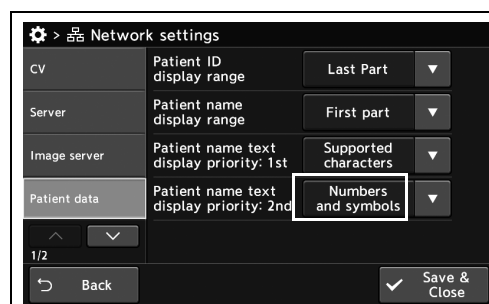 > Network settings
CV
Server
Image server
Patient data
1/2
Patient ID
display range
Last Part
Patient name
display range
First part
Patient name text
display priority: 1st
Supported
characters
Patient name text
display priority: 2nd
Numbers
and symbols
Back
Save &
Close